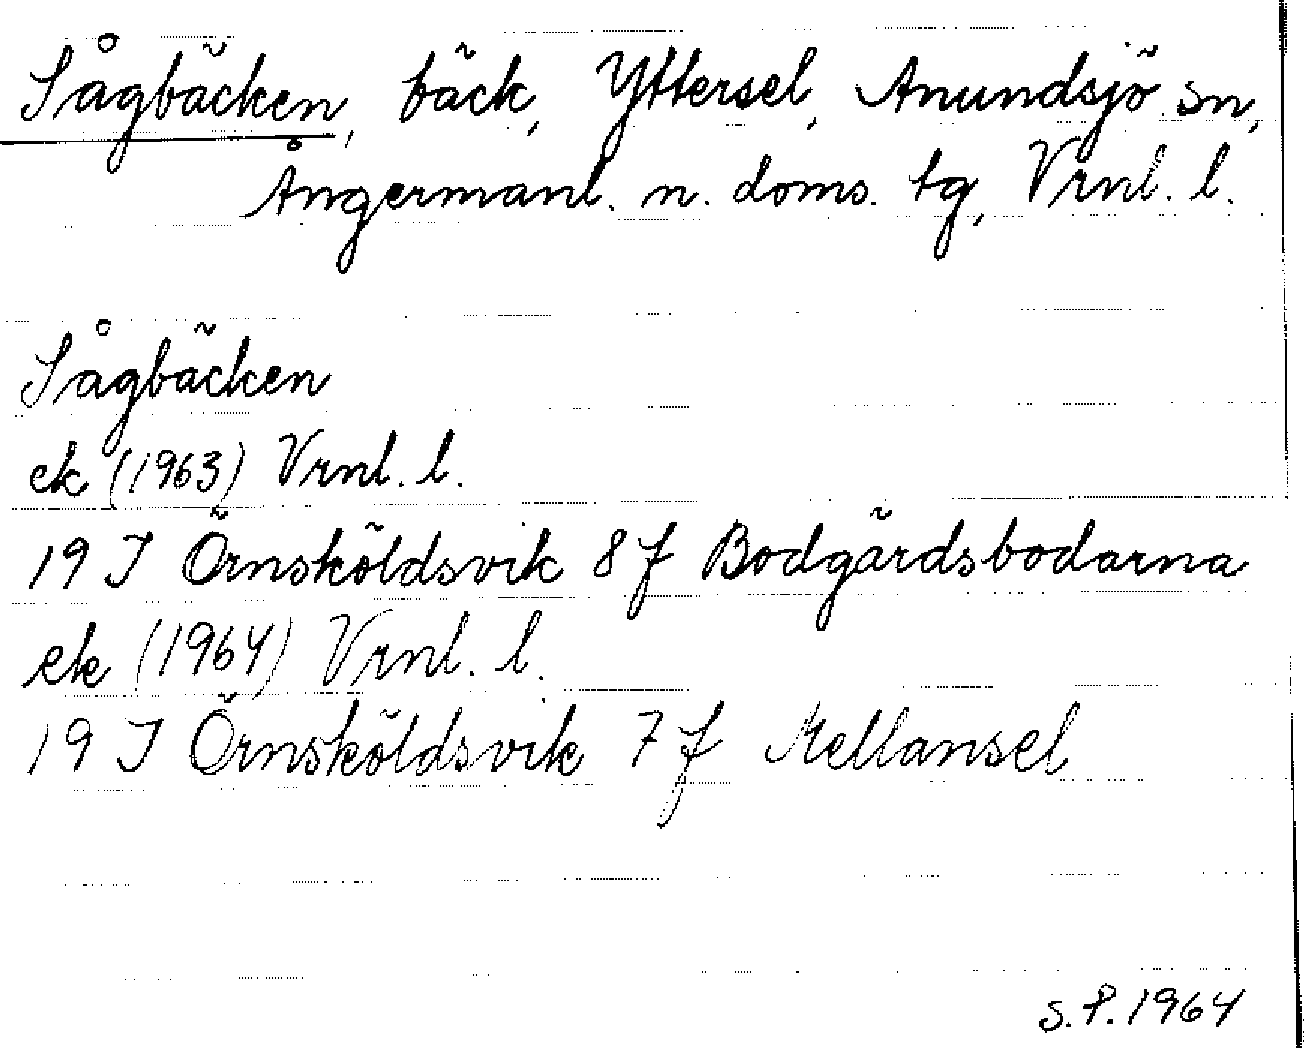 Sågbäcken, bäck, Yttersel, Anundsjö sn,
Ångermanl. n. doms. tg, Vrnl. l.
Sågbäcken
ek (1963) Vrnl. l.
19 I Örnsköldsvik 8 f Bodgärdsbodarna
ek (1964) Vrnl. l.
19 I Örnsköldsvik 7 f Mellansel
S.P. 1964